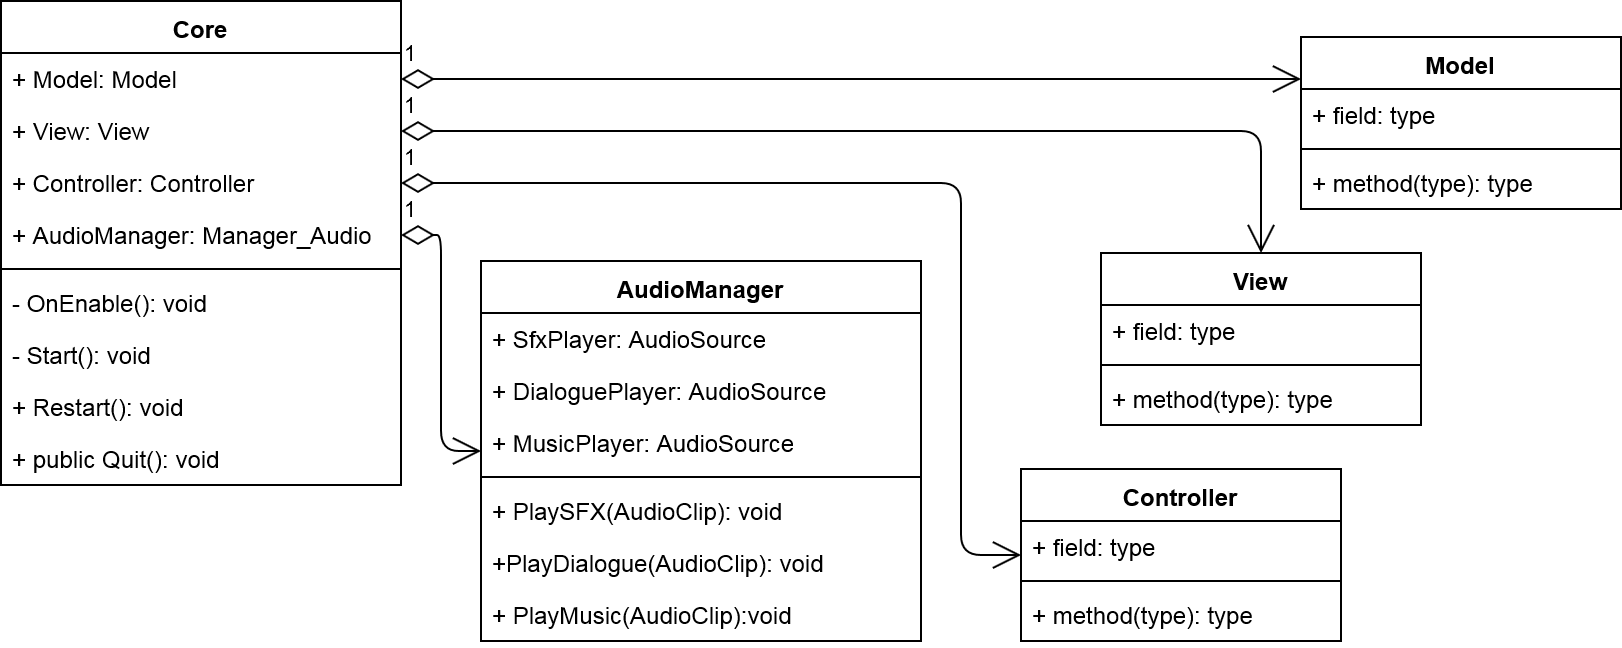 Core
+ Model: Model
+ View: View
+ Controller: Controller
+ AudioManager: Manager_Audio
- OnEnable(): void
- Start(): void
+ Restart(): void
+ public Quit(): void
1
1
1
1
AudioManager
+ SfxPlayer: AudioSource
+ DialoguePlayer: AudioSource
+ MusicPlayer: AudioSource
+ PlaySFX(AudioClip): void
+PlayDialogue(AudioClip): void
+ PlayMusic(AudioClip):void
Model
+ field: type
+ method(type): type
View
+ field: type
+ method(type): type
Controller
+ field: type
+ method(type): type